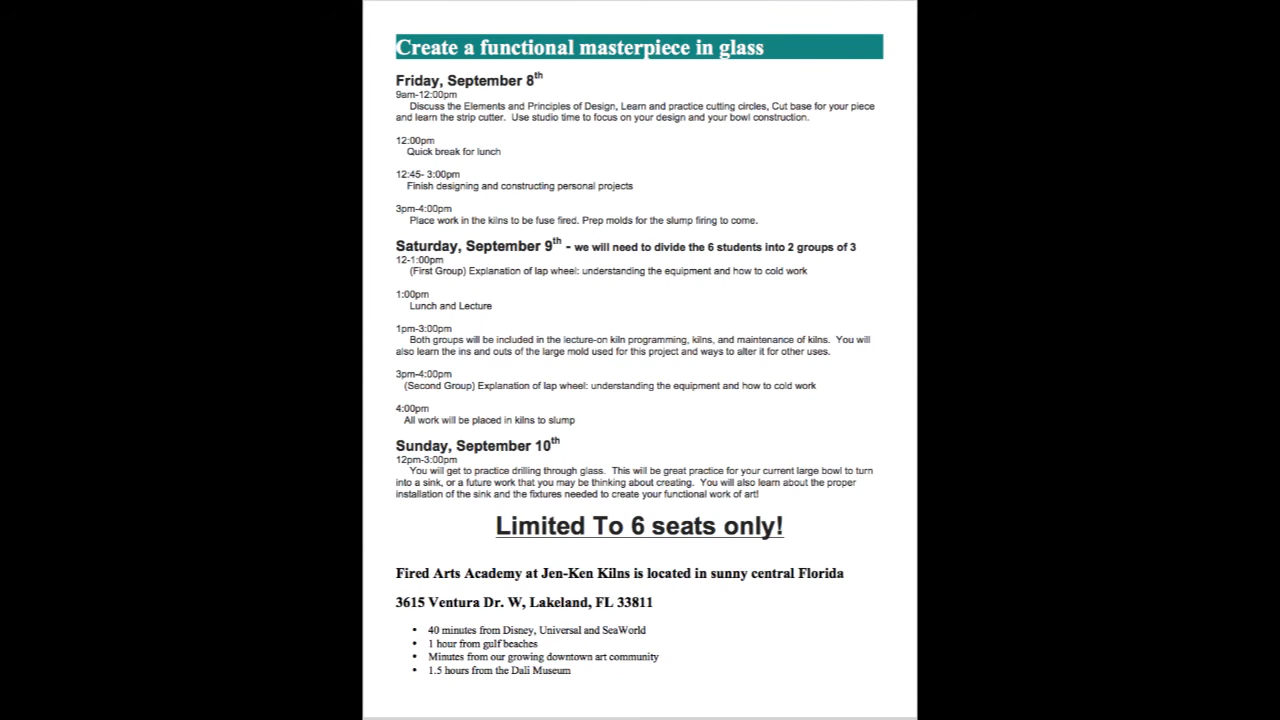 Create a functional masterpiece in glass
Friday, September 8th
9am-12:00pm
Discuss the Elements and Principles of Design, Learn and practice cutting circles, Cut base for your piece
and learn the strip cutter. Use studio time to focus on your design and your bowl construction.
12:00pm
Quick break for lunch
12:45- 3:00pm
Finish designing and constructing personal projects
3pm-4:00pm
Place work in the kilns to be fuse fired. Prep molds for the slump firing to come.
Saturday, September 9th - we will need to divide the 6 students into 2 groups of 3
12-1:00pm
(First Group) Explanation of lap wheel: understanding the equipment and how to cold work
1:00pm
Lunch and Lecture
1pm-3:00pm
Both groups will be included in the lecture-on kiln programming, kilns, and maintenance of kilns. You will
also learn the ins and outs of the large mold used for this project and ways to alter it for other uses.
3pm-4:00pm
(Second Group) Explanation of lap wheel: understanding the equipment and how to cold work
4:00pm
All work will be placed in kilns to slump
Sunday, September 10th
12pm-3:00pm
You will get to practice drilling through glass. This will be great practice for your current large bowl to turn
into a sink, or a future work that you may be thinking about creating. You will also learn about the proper
installation of the sink and the fixtures needed to create your functional work of art!
Limited To 6 seats only!
Fired Arts Academy at Jen-Ken Kilns is located in sunny central Florida
3615 Ventura Dr. W, Lakeland, FL 33811
• 40 minutes from Disney, Universal and SeaWorld
• 1 hour from gulf beaches
• Minutes from our growing downtown art community
• 1.5 hours from the Dali Museum